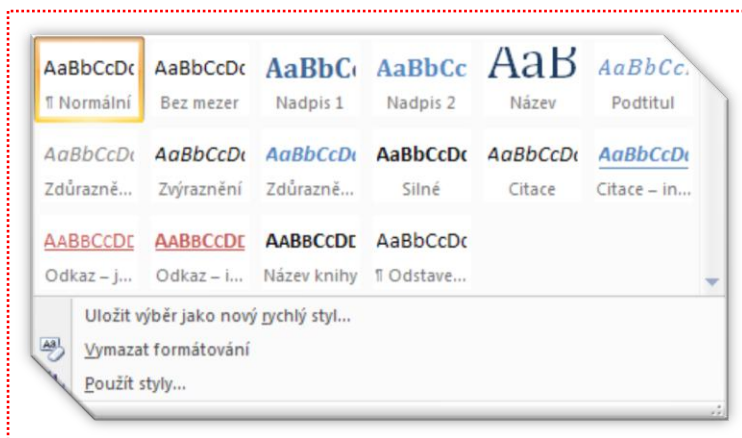 AaBbCcDc AaBbCcDc AaBbC AaBbCc AaB AaBbCc.
¶ Normální Bez mezer Nadpis 1 Nadpis 2 Název Podtitul
AaBbCcDc AaBbCcDc AaBbCcDc AaBbCcDc AaBbCcDc AaBbCcDc
Zdůrazně... Zvýraznění Zdůrazně... Silné Citace Citace – in...
AABBCCDD AABBCCDD AABBCCDD AaBbCcDc
Odkaz – j... Odkaz – i... Název knihy ¶ Odstave...
Uložit výběr jako nový rychlý styl...
Vymazat formátování
Použít styly...